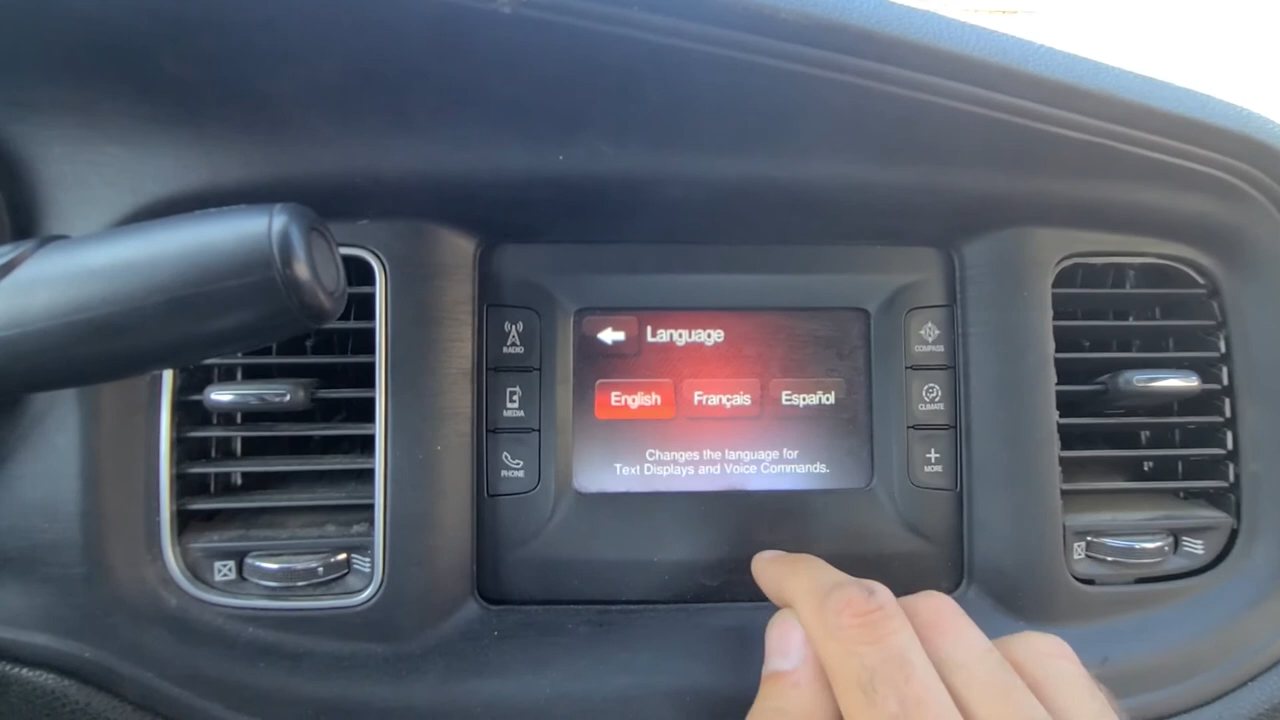 Language
English Français Español
Changes the language for
Text Displays and Voice Commands.
RADIO
MEDIA
PHONE
N
COMPASS
CLIMATE
MORE